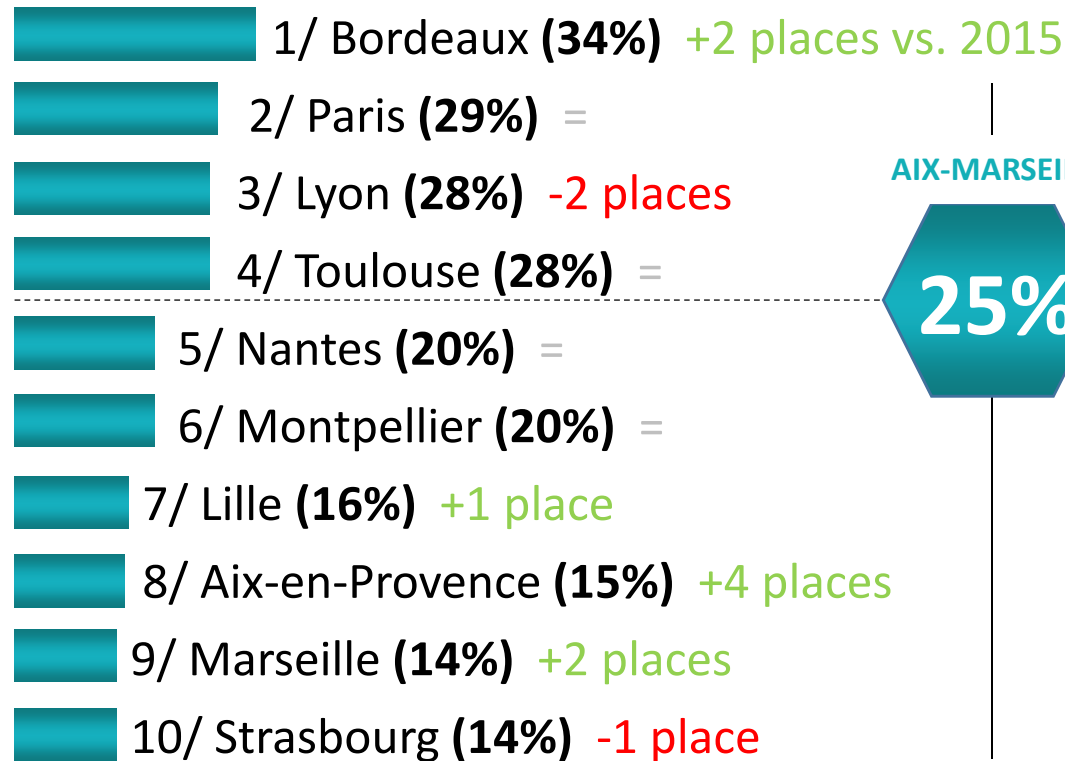 1/ Bordeaux (34%) +2 places vs. 2015
2/ Paris (29%) =
3/ Lyon (28%) -2 places
AIX-MARSEI
4/ Toulouse (28%) =
25%
5/ Nantes (20%) =
6/ Montpellier (20%) =
7/ Lille (16%) +1 place
8/ Aix-en-Provence (15%) +4 places
9/ Marseille (14%) +2 places
10/ Strasbourg (14%) -1 place